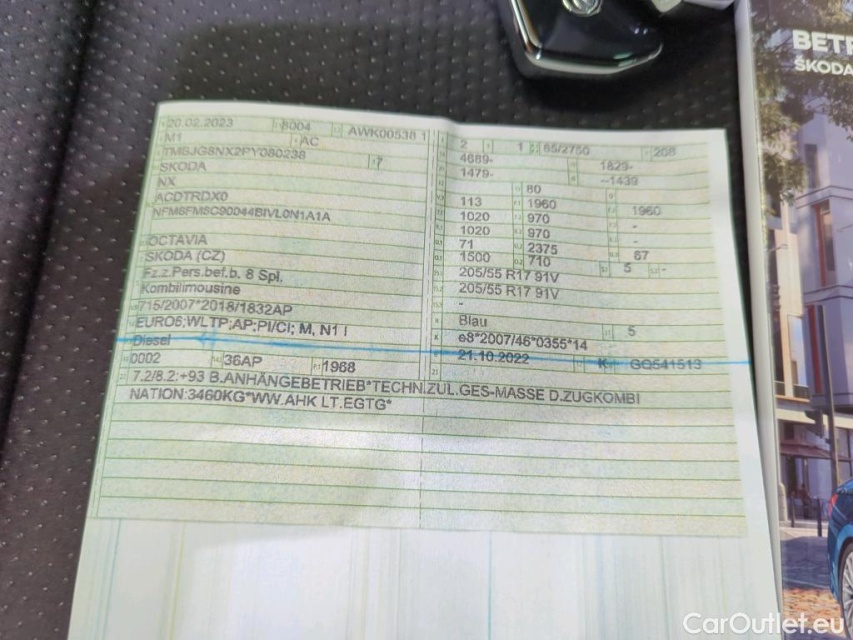 BETR
ŠKODA
20.02.2023 8004 AWK00538 1
M1 AC
TMBJG8NX2PY080238 7
SKODA
NX
ACDTRDX0
NFM6FM6C90044BIVL0N1A1A
OCTAVIA
SKODA (CZ)
Fz.z.Pers.bef.b. 8 Spl.
Kombilimousine
715/2007*2018/1832AP
EURO6;WLTP;AP;PI/CI; M, N1 I
Diesel
0002 36AP 1968
2 1 85/2750 208
4689- 1829-
1479- --1439
80
113 1960 1960
1020 970 -
1020 970 -
71 2375
1500 710 67
205/55 R17 91V 5 -
205/55 R17 91V
-
Blau 5
e8*2007/46*0355*14
21.10.2022 K GQ541513
7.2/8.2:+93 B.ANHÄNGEBETRIEB*TECHN.ZUL.GES-MASSE D.ZUGKOMBI
NATION:3460KG*WW.AHK LT.EGTG*
CarOutlet.eu